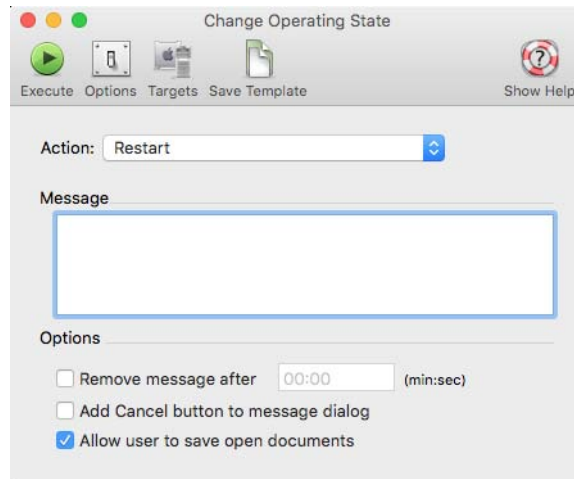 Change Operating State
Execute Options Targets Save Template Show Help
Action: Restart
Message
Options
Remove message after 00:00 (min:sec)
Add Cancel button to message dialog
Allow user to save open documents